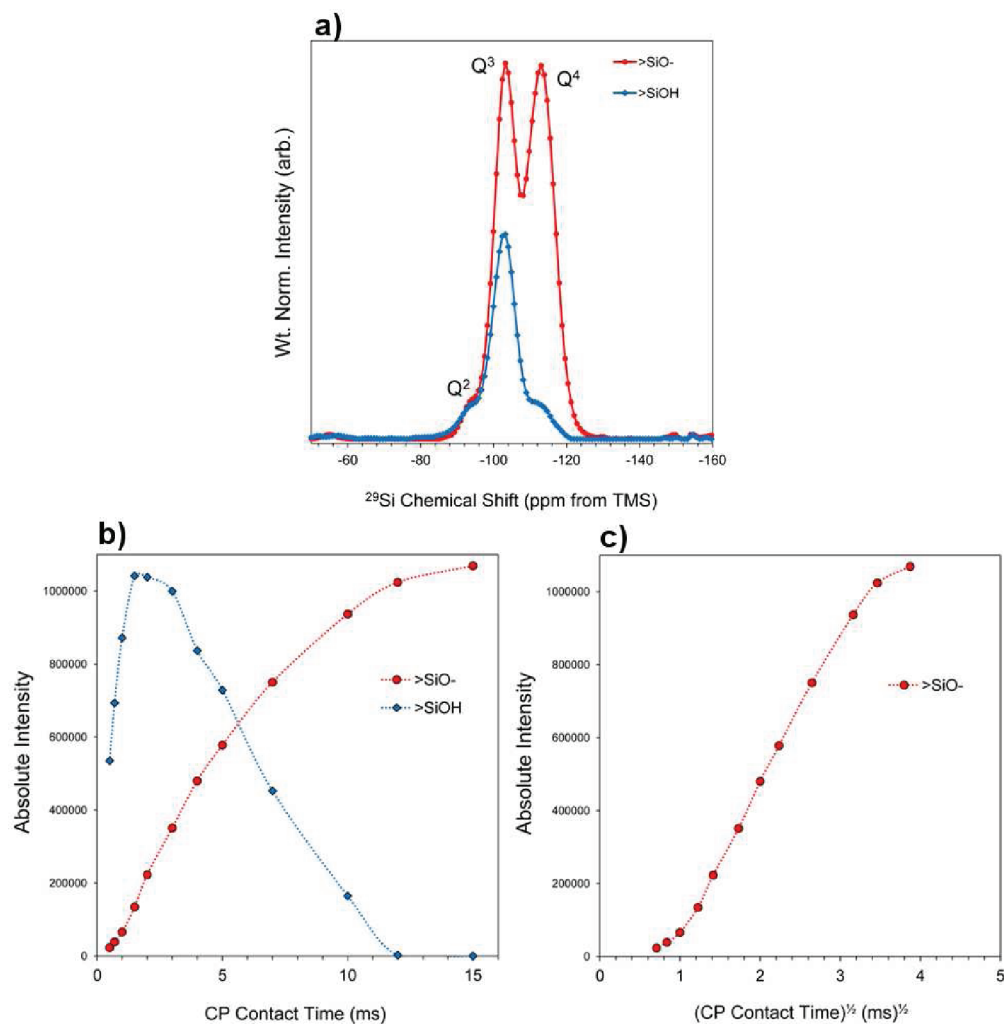 a)
Q³
Q⁴
>SiO-
>SiOH
Q²
Wt. Norm. Intensity (arb.)
-60 -80 -100 -120 -140 -160
²⁹Si Chemical Shift (ppm from TMS)
b)
1000000
800000
600000
400000
200000
0
Absolute Intensity
>SiO-
>SiOH
0 5 10 15
CP Contact Time (ms)
c)
1000000
800000
600000
400000
200000
0
Absolute Intensity
>SiO-
0 1 2 3 4 5
(CP Contact Time)½ (ms)½